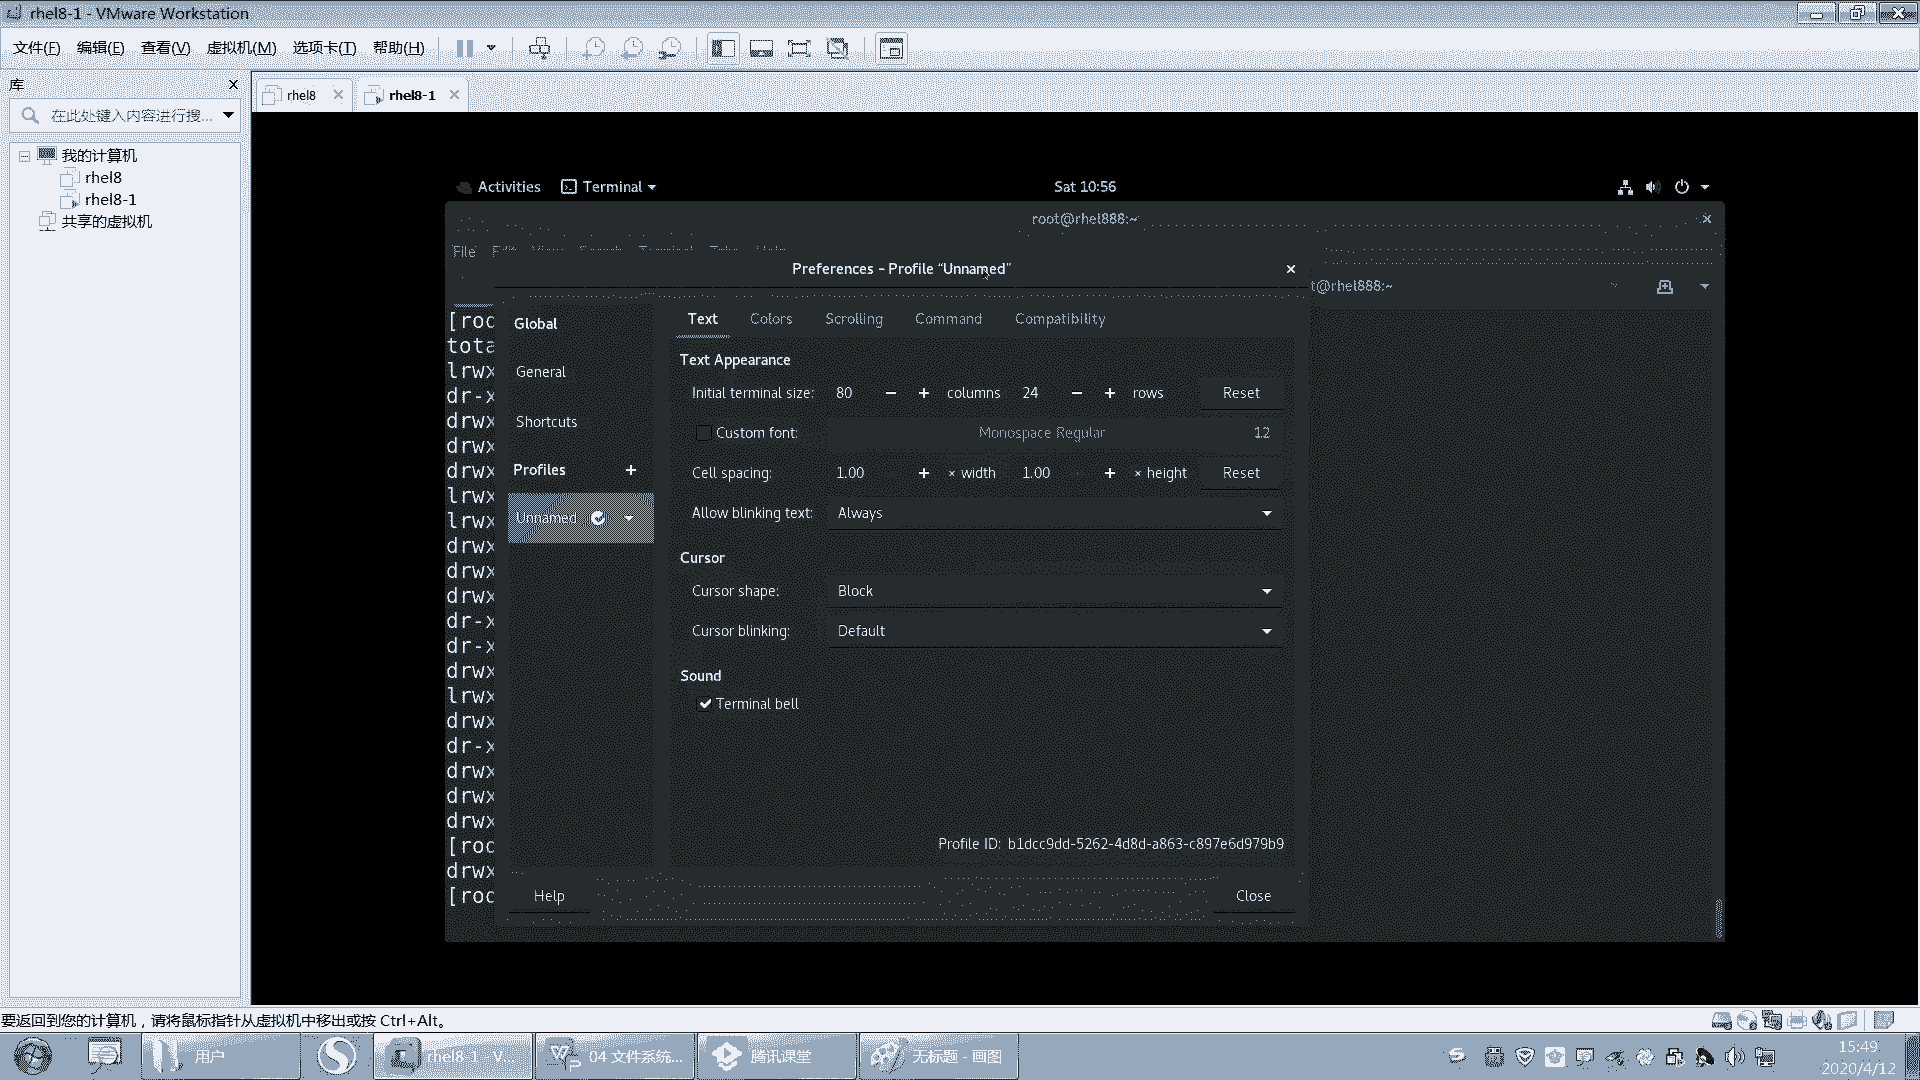 rhel8-1 - VMware Workstation
文件(F) 编辑(E) 查看(V) 虚拟机(M) 选项卡(T) 帮助(H)
库
rhel8
rhel8-1
在此处键入内容进行搜...
我的计算机
rhel8
rhel8-1
共享的虚拟机
Activities
Terminal
Sat 10:56
root@rhel888:~
File Edit View Search Terminal Tabs Help
Preferences – Profile “Unnamed”
t@rhel888:~
Global
General
Shortcuts
Profiles
Unnamed
Text Colors Scrolling Command Compatibility
Text Appearance
Initial terminal size: 80 − + columns 24 − + rows Reset
Custom font: Monospace Regular 12
Cell spacing: 1.00 + × width 1.00 + × height Reset
Allow blinking text: Always
Cursor
Cursor shape: Block
Cursor blinking: Default
Sound
Terminal bell
Profile ID: b1dcc9dd-5262-4d8d-a863-c897e6d979b9
Help
Close
[roo
tota
lrwx
dr-x
drwx
drwx
drwx
lrwx
lrwx
drwx
drwx
drwx
dr-x
dr-x
drwx
lrwx
drwx
dr-x
drwx
drwx
drwx
[roo
drwx
[roo
要返回到您的计算机，请将鼠标指针从虚拟机中移出或按 Ctrl+Alt。
用户
rhel8-1 - V...
04 文件系统...
腾讯课堂
无标题 - 画图
15:49
2020/4/12